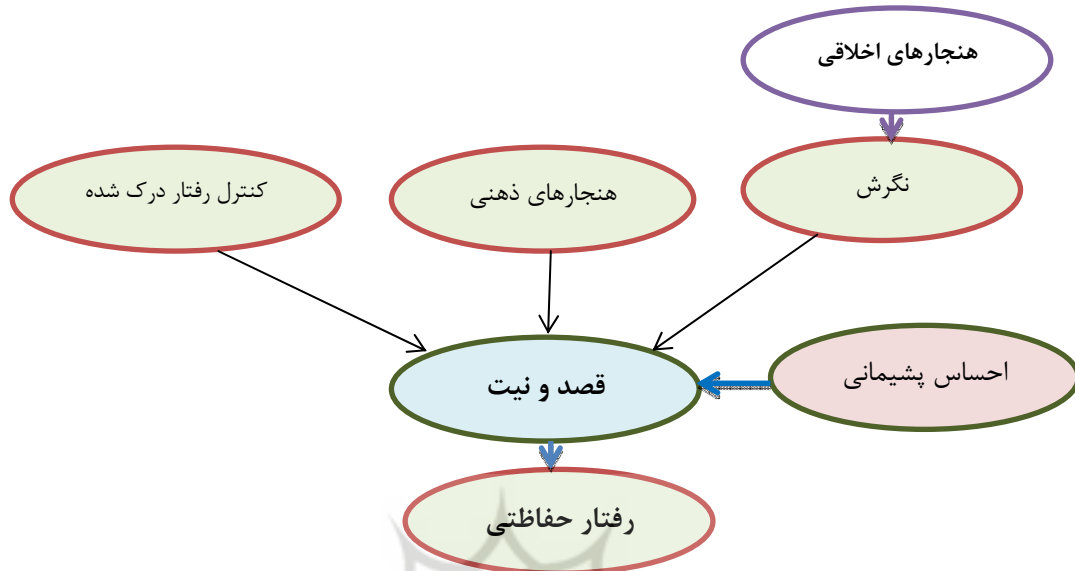 هنجارهای اخلاقی
نگرش
هنجارهای ذهنی
کنترل رفتار درک شده
احساس پشیمانی
قصد و نیت
رفتار حفاظتی